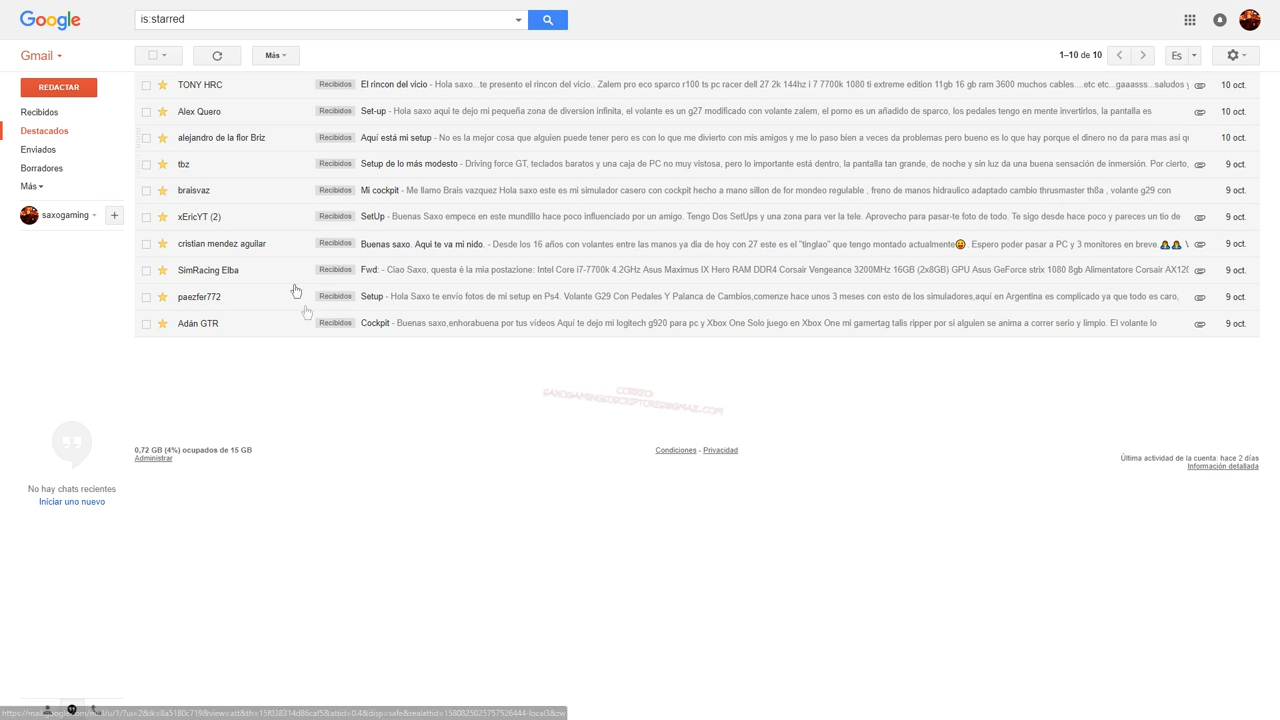 Google
is:starred
Gmail
Más
1–10 de 10
Es
REDACTAR
Recibidos
Destacados
Enviados
Borradores
Más
saxogaming
TONY HRC Recibidos El rincon del vicio - Hola saxo...te presento el rincon del vicio... Zalem pro eco sparco r100 ts pc racer dell 27 2k 144hz i 7 7700k 1080 ti extreme edition 11gb 16 gb ram 3600 muchos cables....etc etc...gaaasss...saludos y 10 oct.
Alex Quero Recibidos Set-up - Hola saxo aqui te dejo mi pequeña zona de diversion infinita, el volante es un g27 modificado con volante zalem, el pomo es un añadido de sparco, los pedales tengo en mente invertirlos, la pantalla es 10 oct.
alejandro de la flor Briz Recibidos Aquí está mi setup - No es la mejor cosa que alguien puede tener pero es con lo que me divierto con mis amigos y me lo paso bien a veces da problemas pero bueno es lo que hay porque el dinero no da para mas así qu 10 oct.
tbz Recibidos Setup de lo más modesto - Driving force GT, teclados baratos y una caja de PC no muy vistosa, pero lo importante está dentro, la pantalla tan grande, de noche y sin luz da una buena sensación de inmersión. Por cierto, 9 oct.
braisvaz Recibidos Mi cockpit - Me llamo Brais vazquez Hola saxo este es mi simulador casero con cockpit hecho a mano sillon de for mondeo regulable , freno de manos hidraulico adaptado cambio thrusmaster th8a , volante g29 con 9 oct.
xEricYT (2) Recibidos SetUp - Buenas Saxo empece en este mundillo hace poco influenciado por un amigo. Tengo Dos SetUps y una zona para ver la tele. Aprovecho para pasar-te foto de todo. Te sigo desde hace poco y pareces un tio de 9 oct.
cristian mendez aguilar Recibidos Buenas saxo. Aqui te va mi nido. - Desde los 16 años con volantes entre las manos ya dia de hoy con 27 este es el "tinglao" que tengo montado actualmente😛. Espero poder pasar a PC y 3 monitores en breve. 9 oct.
SimRacing Elba Recibidos Fwd: - Ciao Saxo, questa è la mia postazione: Intel Core i7-7700k 4.2GHz Asus Maximus IX Hero RAM DDR4 Corsair Vengeance 3200MHz 16GB (2x8GB) GPU Asus GeForce strix 1080 8gb Alimentatore Corsair AX120 9 oct.
paezfer772 Recibidos Setup - Hola Saxo te envío fotos de mi setup en Ps4. Volante G29 Con Pedales Y Palanca de Cambios,comenze hace unos 3 meses con esto de los simuladores,aquí en Argentina es complicado ya que todo es caro, 9 oct.
Adán GTR Recibidos Cockpit - Buenas saxo,enhorabuena por tus vídeos Aquí te dejo mi logitech g920 para pc y Xbox One Solo juego en Xbox One mi gamertag talis ripper por si alguien se anima a correr serio y limpio. El volante lo 9 oct.
CORREO:
0,72 GB (4%) ocupados de 15 GB
Administrar
Condiciones - Privacidad
Última actividad de la cuenta: hace 2 días
Información detallada
No hay chats recientes
Iniciar uno nuevo